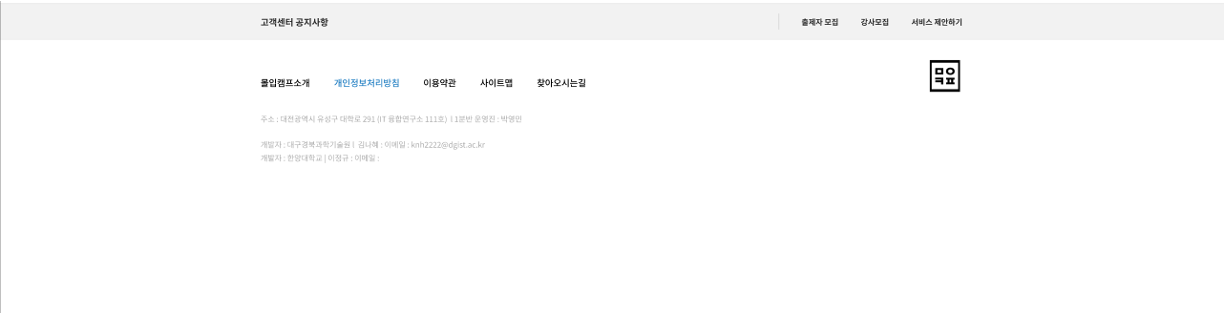 고객센터 공지사항
출제자 모집 강사모집 서비스 제안하기
몰입캠프소개 개인정보처리방침 이용약관 사이트맵 찾아오시는길
주소 : 대전광역시 유성구 대학로 291 (IT 융합연구소 111호) l 1분반 운영진 : 박영민
개발자 : 대구경북과학기술원 l 김나혜 : 이메일 : knh2222@dgist.ac.kr
개발자 : 한양대학교 | 이정규 : 이메일 :